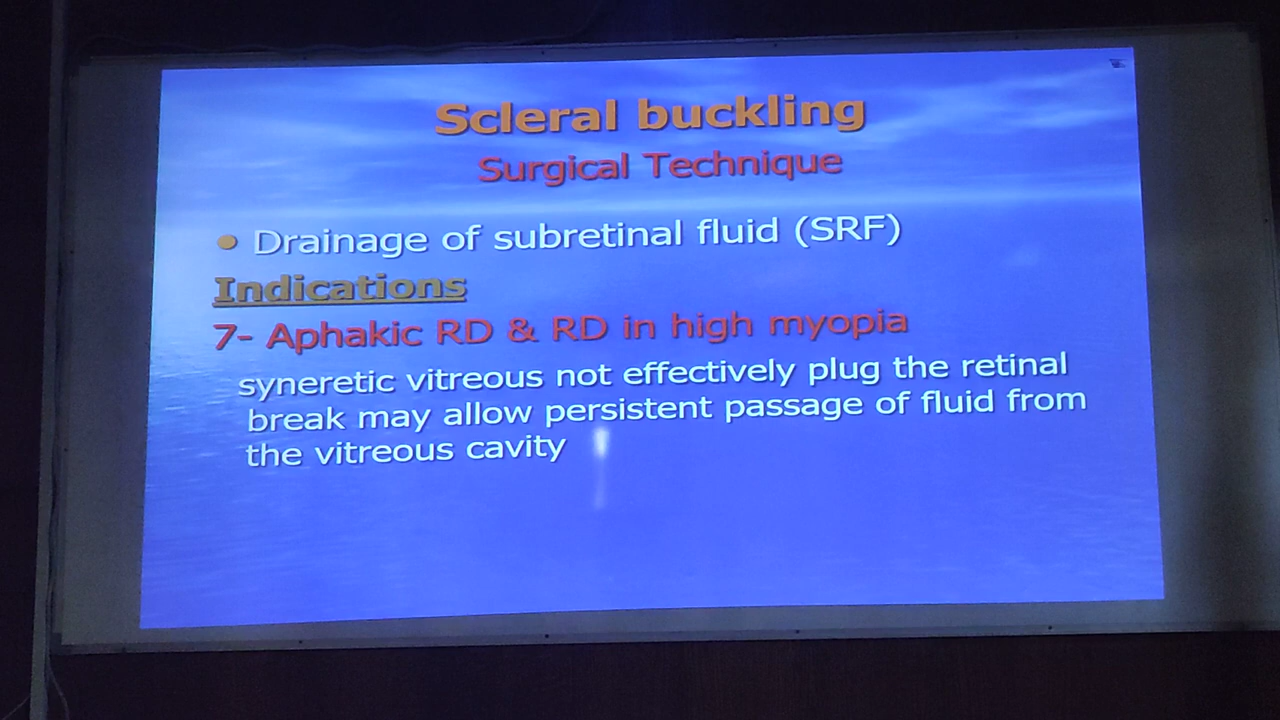 Scleral buckling
Surgical Technique
• Drainage of subretinal fluid (SRF)
Indications
7- Aphakic RD & RD in high myopia
syneretic vitreous not effectively plug the retinal
break may allow persistent passage of fluid from
the vitreous cavity